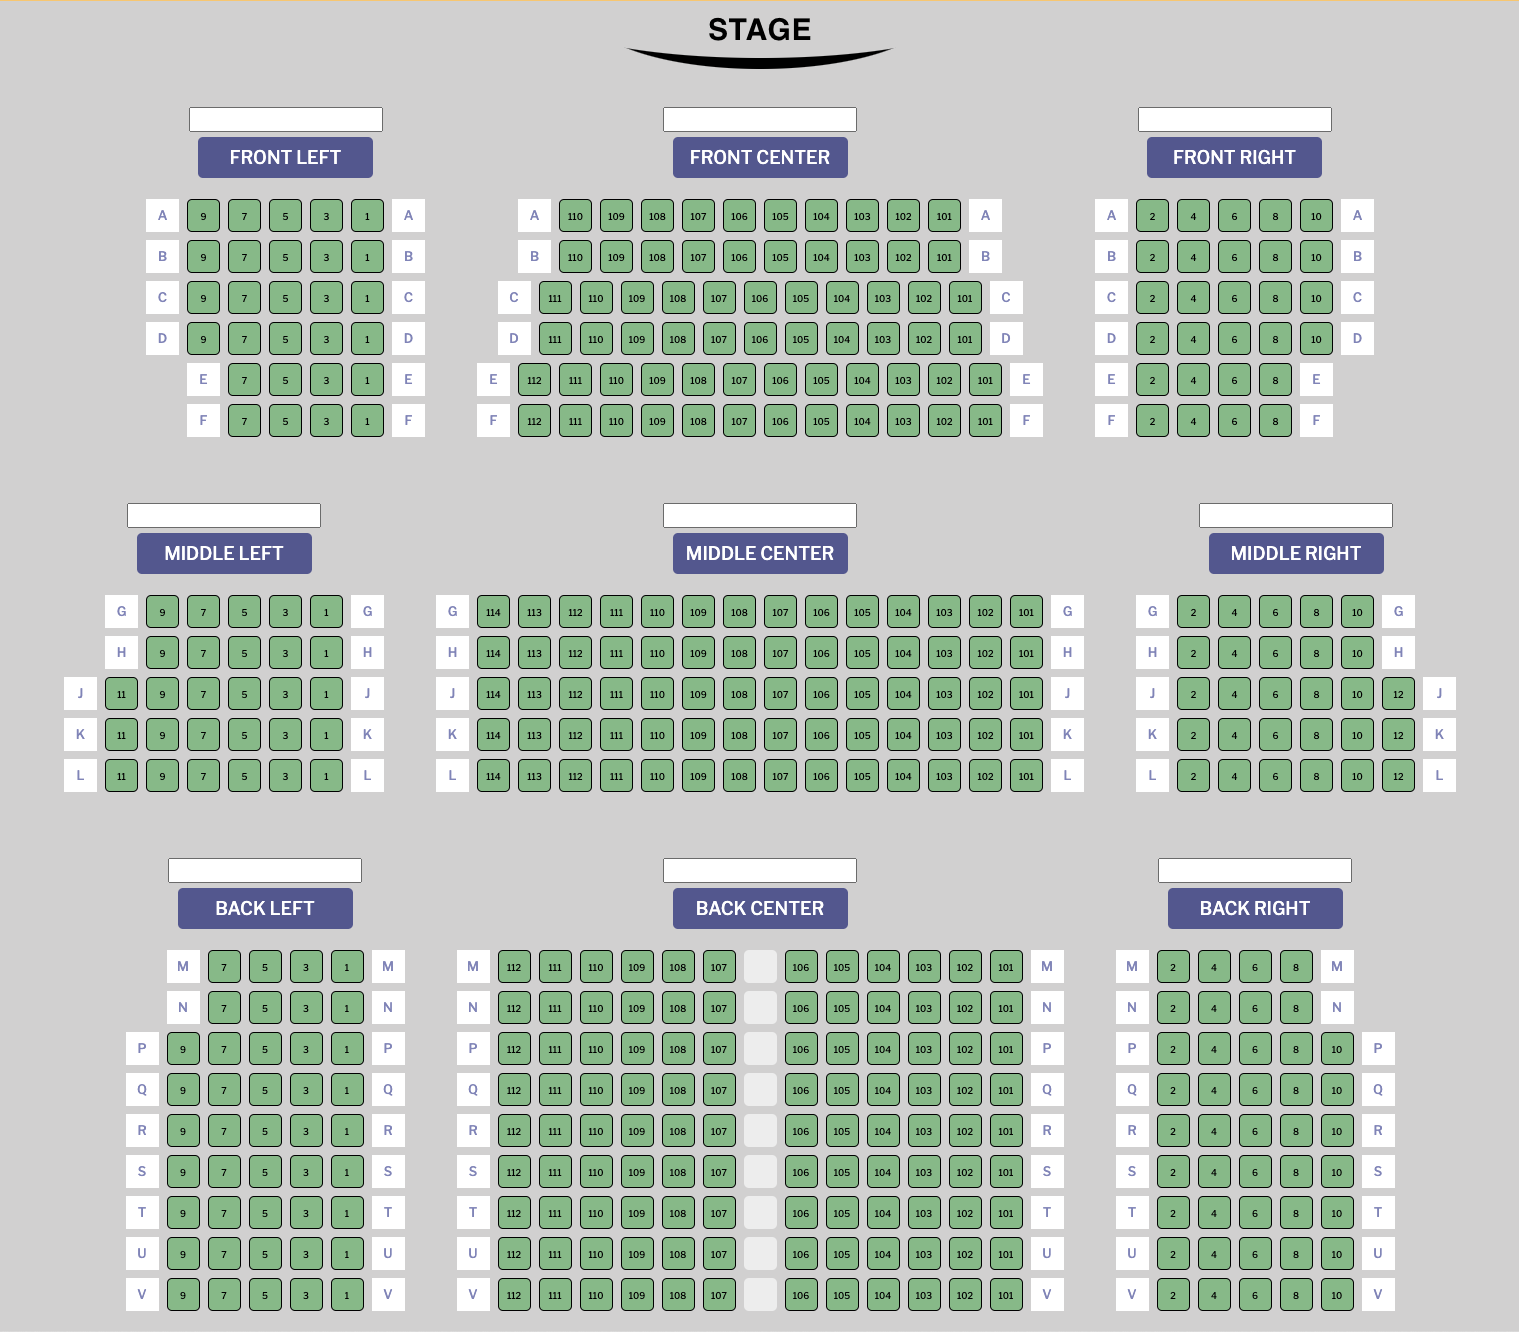 STAGE
FRONT LEFT FRONT CENTER FRONT RIGHT
A 9 7 5 3 1 A A 110 109 108 107 106 105 104 103 102 101 A A 2 4 6 8 10 A
B 9 7 5 3 1 B B 110 109 108 107 106 105 104 103 102 101 B B 2 4 6 8 10 B
C 9 7 5 3 1 C C 111 110 109 108 107 106 105 104 103 102 101 C C 2 4 6 8 10 C
D 9 7 5 3 1 D D 111 110 109 108 107 106 105 104 103 102 101 D D 2 4 6 8 10 D
E 7 5 3 1 E E 112 111 110 109 108 107 106 105 104 103 102 101 E E 2 4 6 8 E
F 7 5 3 1 F F 112 111 110 109 108 107 106 105 104 103 102 101 F F 2 4 6 8 F
MIDDLE LEFT MIDDLE CENTER MIDDLE RIGHT
G 9 7 5 3 1 G G 114 113 112 111 110 109 108 107 106 105 104 103 102 101 G G 2 4 6 8 10 G
H 9 7 5 3 1 H H 114 113 112 111 110 109 108 107 106 105 104 103 102 101 H H 2 4 6 8 10 H
J 11 9 7 5 3 1 J J 114 113 112 111 110 109 108 107 106 105 104 103 102 101 J J 2 4 6 8 10 12 J
K 11 9 7 5 3 1 K K 114 113 112 111 110 109 108 107 106 105 104 103 102 101 K K 2 4 6 8 10 12 K
L 11 9 7 5 3 1 L L 114 113 112 111 110 109 108 107 106 105 104 103 102 101 L L 2 4 6 8 10 12 L
BACK LEFT BACK CENTER BACK RIGHT
M 7 5 3 1 M M 112 111 110 109 108 107 106 105 104 103 102 101 M M 2 4 6 8 M
N 7 5 3 1 N N 112 111 110 109 108 107 106 105 104 103 102 101 N N 2 4 6 8 N
P 9 7 5 3 1 P P 112 111 110 109 108 107 106 105 104 103 102 101 P P 2 4 6 8 10 P
Q 9 7 5 3 1 Q Q 112 111 110 109 108 107 106 105 104 103 102 101 Q Q 2 4 6 8 10 Q
R 9 7 5 3 1 R R 112 111 110 109 108 107 106 105 104 103 102 101 R R 2 4 6 8 10 R
S 9 7 5 3 1 S S 112 111 110 109 108 107 106 105 104 103 102 101 S S 2 4 6 8 10 S
T 9 7 5 3 1 T T 112 111 110 109 108 107 106 105 104 103 102 101 T T 2 4 6 8 10 T
U 9 7 5 3 1 U U 112 111 110 109 108 107 106 105 104 103 102 101 U U 2 4 6 8 10 U
V 9 7 5 3 1 V V 112 111 110 109 108 107 106 105 104 103 102 101 V V 2 4 6 8 10 V